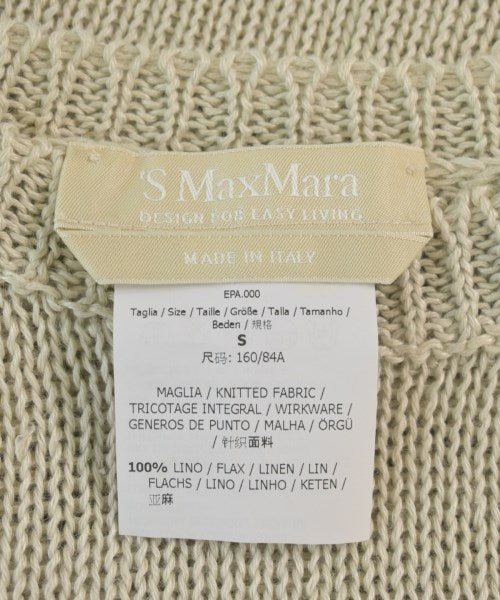 'S MaxMara
DESIGN FOR EASY LIVING
MADE IN ITALY
EPA.000
Taglia / Size / Taille / Größe / Talla / Tamanho /
Beden / 規格
S
尺码: 160/84A
MAGLIA / KNITTED FABRIC /
TRICOTAGE INTEGRAL / WIRKWARE /
GENEROS DE PUNTO / MALHA / ÖRGÜ
/ 针织面料
100% LINO / FLAX / LINEN / LIN /
FLACHS / LINO / LINHO / KETEN /
亚麻